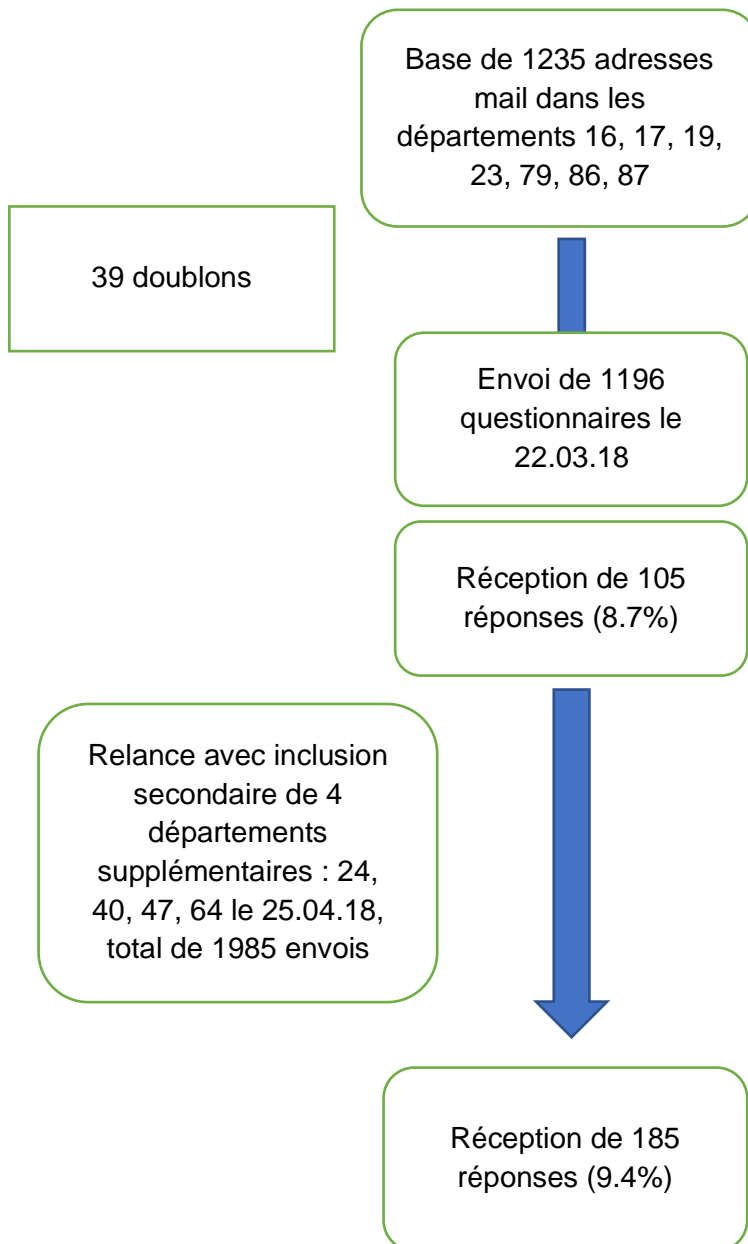 Base de 1235 adresses
mail dans les
départements 16, 17, 19,
23, 79, 86, 87
39 doublons
Envoi de 1196
questionnaires le
22.03.18
Réception de 105
réponses (8.7%)
Relance avec inclusion
secondaire de 4
départements
supplémentaires : 24,
40, 47, 64 le 25.04.18,
total de 1985 envois
Réception de 185
réponses (9.4%)